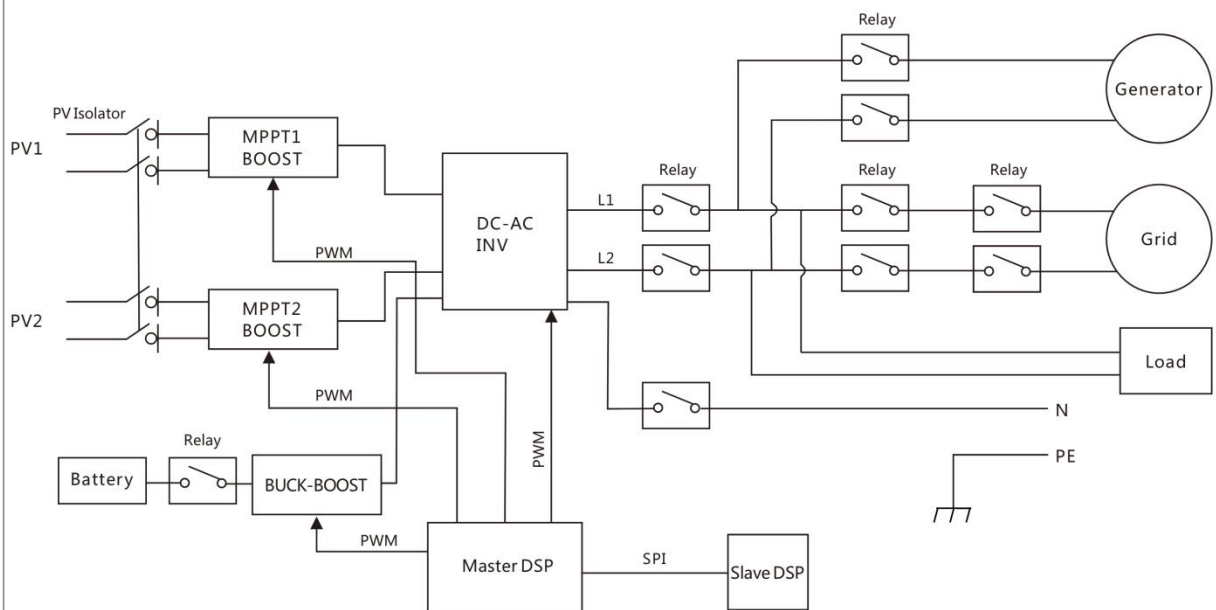 Relay
Generator
PV Isolator
PV1
MPPT1
BOOST
Relay
Relay
Relay
L1
DC-AC
INV
Grid
PWM
L2
PV2
MPPT2
BOOST
Load
PWM
N
Relay
PWM
PE
Battery
BUCK-BOOST
PWM
Master DSP
SPI
Slave DSP